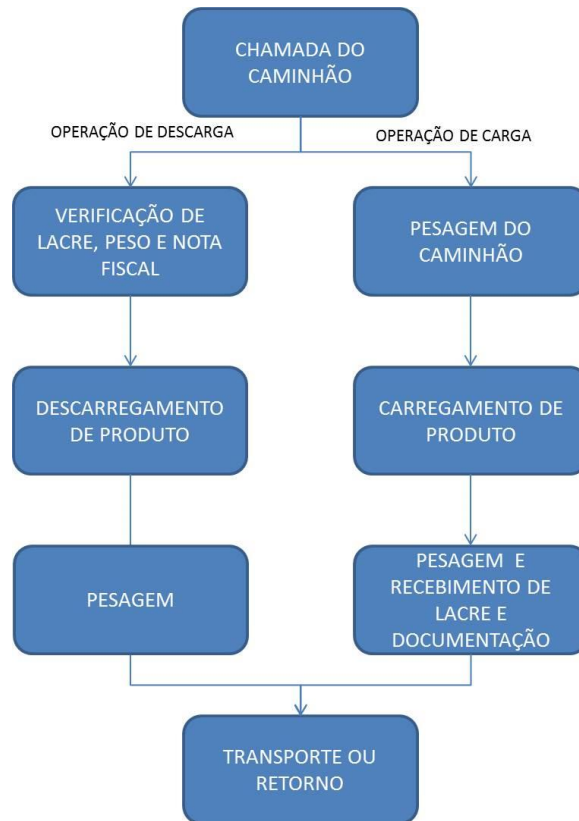 CHAMADA DO
CAMINHÃO
OPERAÇÃO DE DESCARGA
OPERAÇÃO DE CARGA
VERIFICAÇÃO DE
LACRE, PESO E NOTA
FISCAL
PESAGEM DO
CAMINHÃO
DESCARREGAMENTO
DE PRODUTO
CARREGAMENTO DE
PRODUTO
PESAGEM
PESAGEM E
RECEBIMENTO DE
LACRE E
DOCUMENTAÇÃO
TRANSPORTE OU
RETORNO